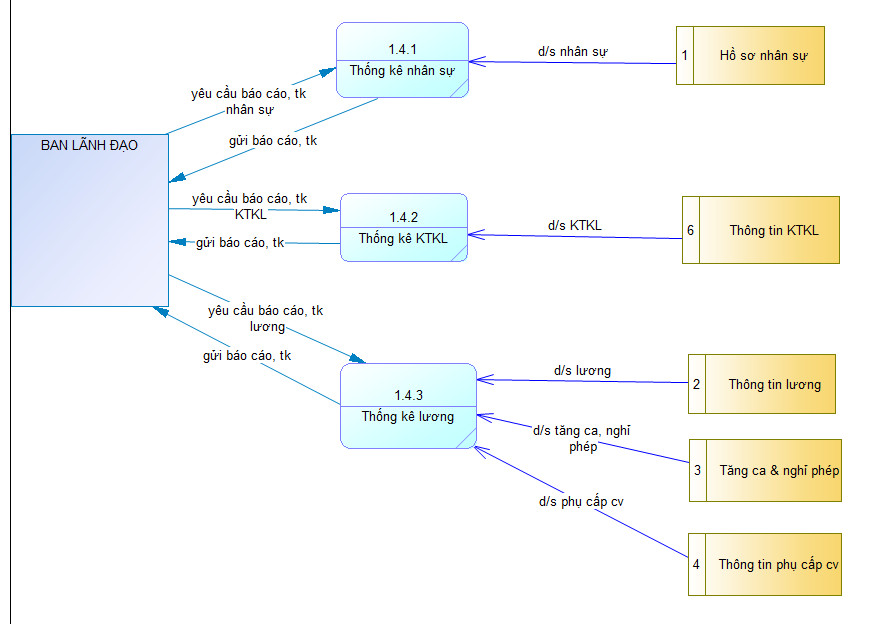 1.4.1
Thống kê nhân sự
d/s nhân sự
1
Hồ sơ nhân sự
yêu cầu báo cáo, tk
nhân sự
gửi báo cáo, tk
BAN LÃNH ĐẠO
yêu cầu báo cáo, tk
KTKL
gửi báo cáo, tk
1.4.2
Thống kê KTKL
d/s KTKL
6
Thông tin KTKL
yêu cầu báo cáo, tk
lương
gửi báo cáo, tk
1.4.3
Thống kê lương
d/s lương
2
Thông tin lương
d/s tăng ca, nghĩ
phép
3
Tăng ca & nghĩ phép
d/s phụ cấp cv
4
Thông tin phụ cấp cv